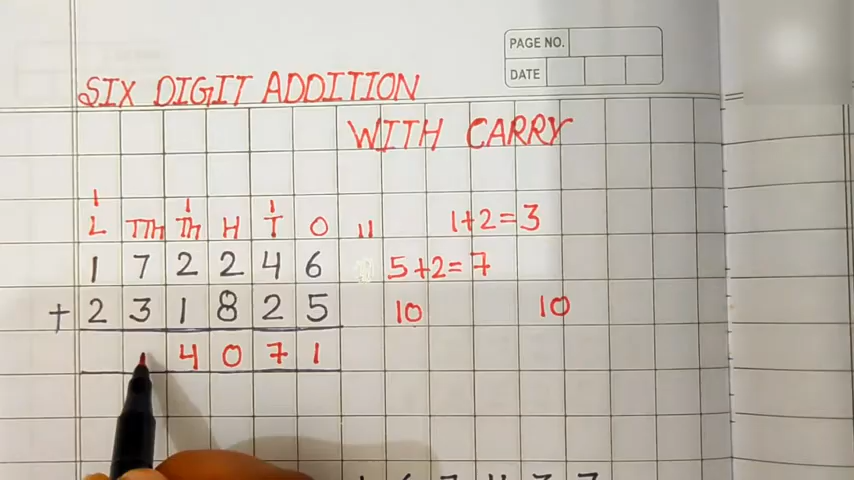 PAGE NO.
DATE
SIX DIGIT ADDITION
WITH CARRY
1 1 1
L TTH Th H T O 11 1+2=3
1 7 2 2 4 6 5+2=7
+ 2 3 1 8 2 5 10 10
4 0 7 1